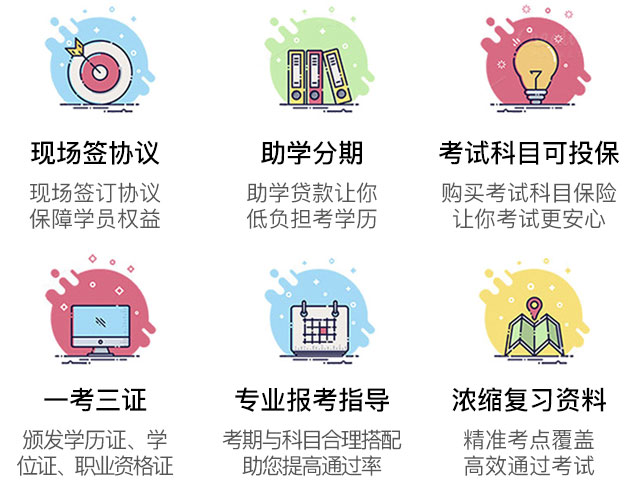 现场签协议
助学分期
考试科目可投保
现场签订协议
保障学员权益
助学贷款让你
低负担考学历
购买考试科目保险
让你考试更安心
一考三证
专业报考指导
浓缩复习资料
颁发学历证、学
位证、职业资格证
考期与科目合理搭配
助您提高通过率
精准考点覆盖
高效通过考试